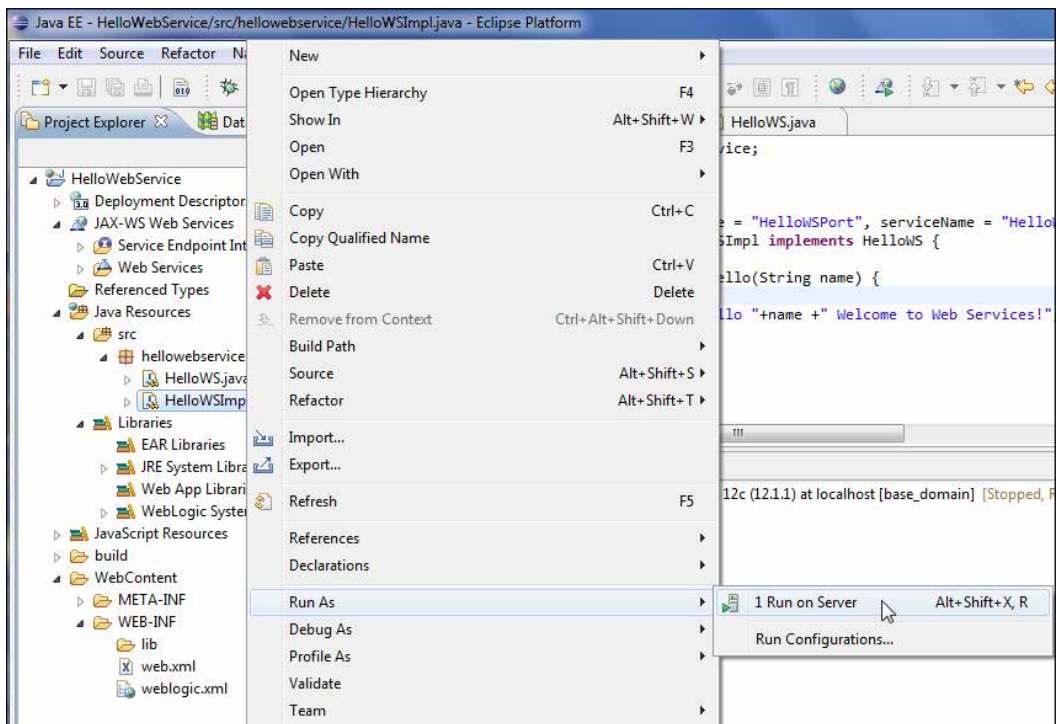 Java EE - HelloWebService/src/hellowebservice/HelloWSImpl.java - Eclipse Platform
File Edit Source Refactor Na
Project Explorer Dat
HelloWebService
Deployment Descriptor
JAX-WS Web Services
Service Endpoint Int
Web Services
Referenced Types
Java Resources
src
hellowebservice
HelloWS.java
HelloWSImp
Libraries
EAR Libraries
JRE System Libra
Web App Librari
WebLogic Syste
JavaScript Resources
build
WebContent
META-INF
WEB-INF
lib
web.xml
weblogic.xml
New
Open Type Hierarchy F4
Show In Alt+Shift+W
Open F3
Open With
Copy Ctrl+C
Copy Qualified Name
Paste Ctrl+V
Delete Delete
Remove from Context Ctrl+Alt+Shift+Down
Build Path
Source Alt+Shift+S
Refactor Alt+Shift+T
Import...
Export...
Refresh F5
References
Declarations
Run As
Debug As
Profile As
Validate
Team
1 Run on Server Alt+Shift+X, R
Run Configurations...
HelloWS.java
vice;
e = "HelloWSPort", serviceName = "Hello
SImpl implements HelloWS {
ello(String name) {
llo "+name +" Welcome to Web Services!"
12c (12.1.1) at localhost [base_domain] [Stopped, R